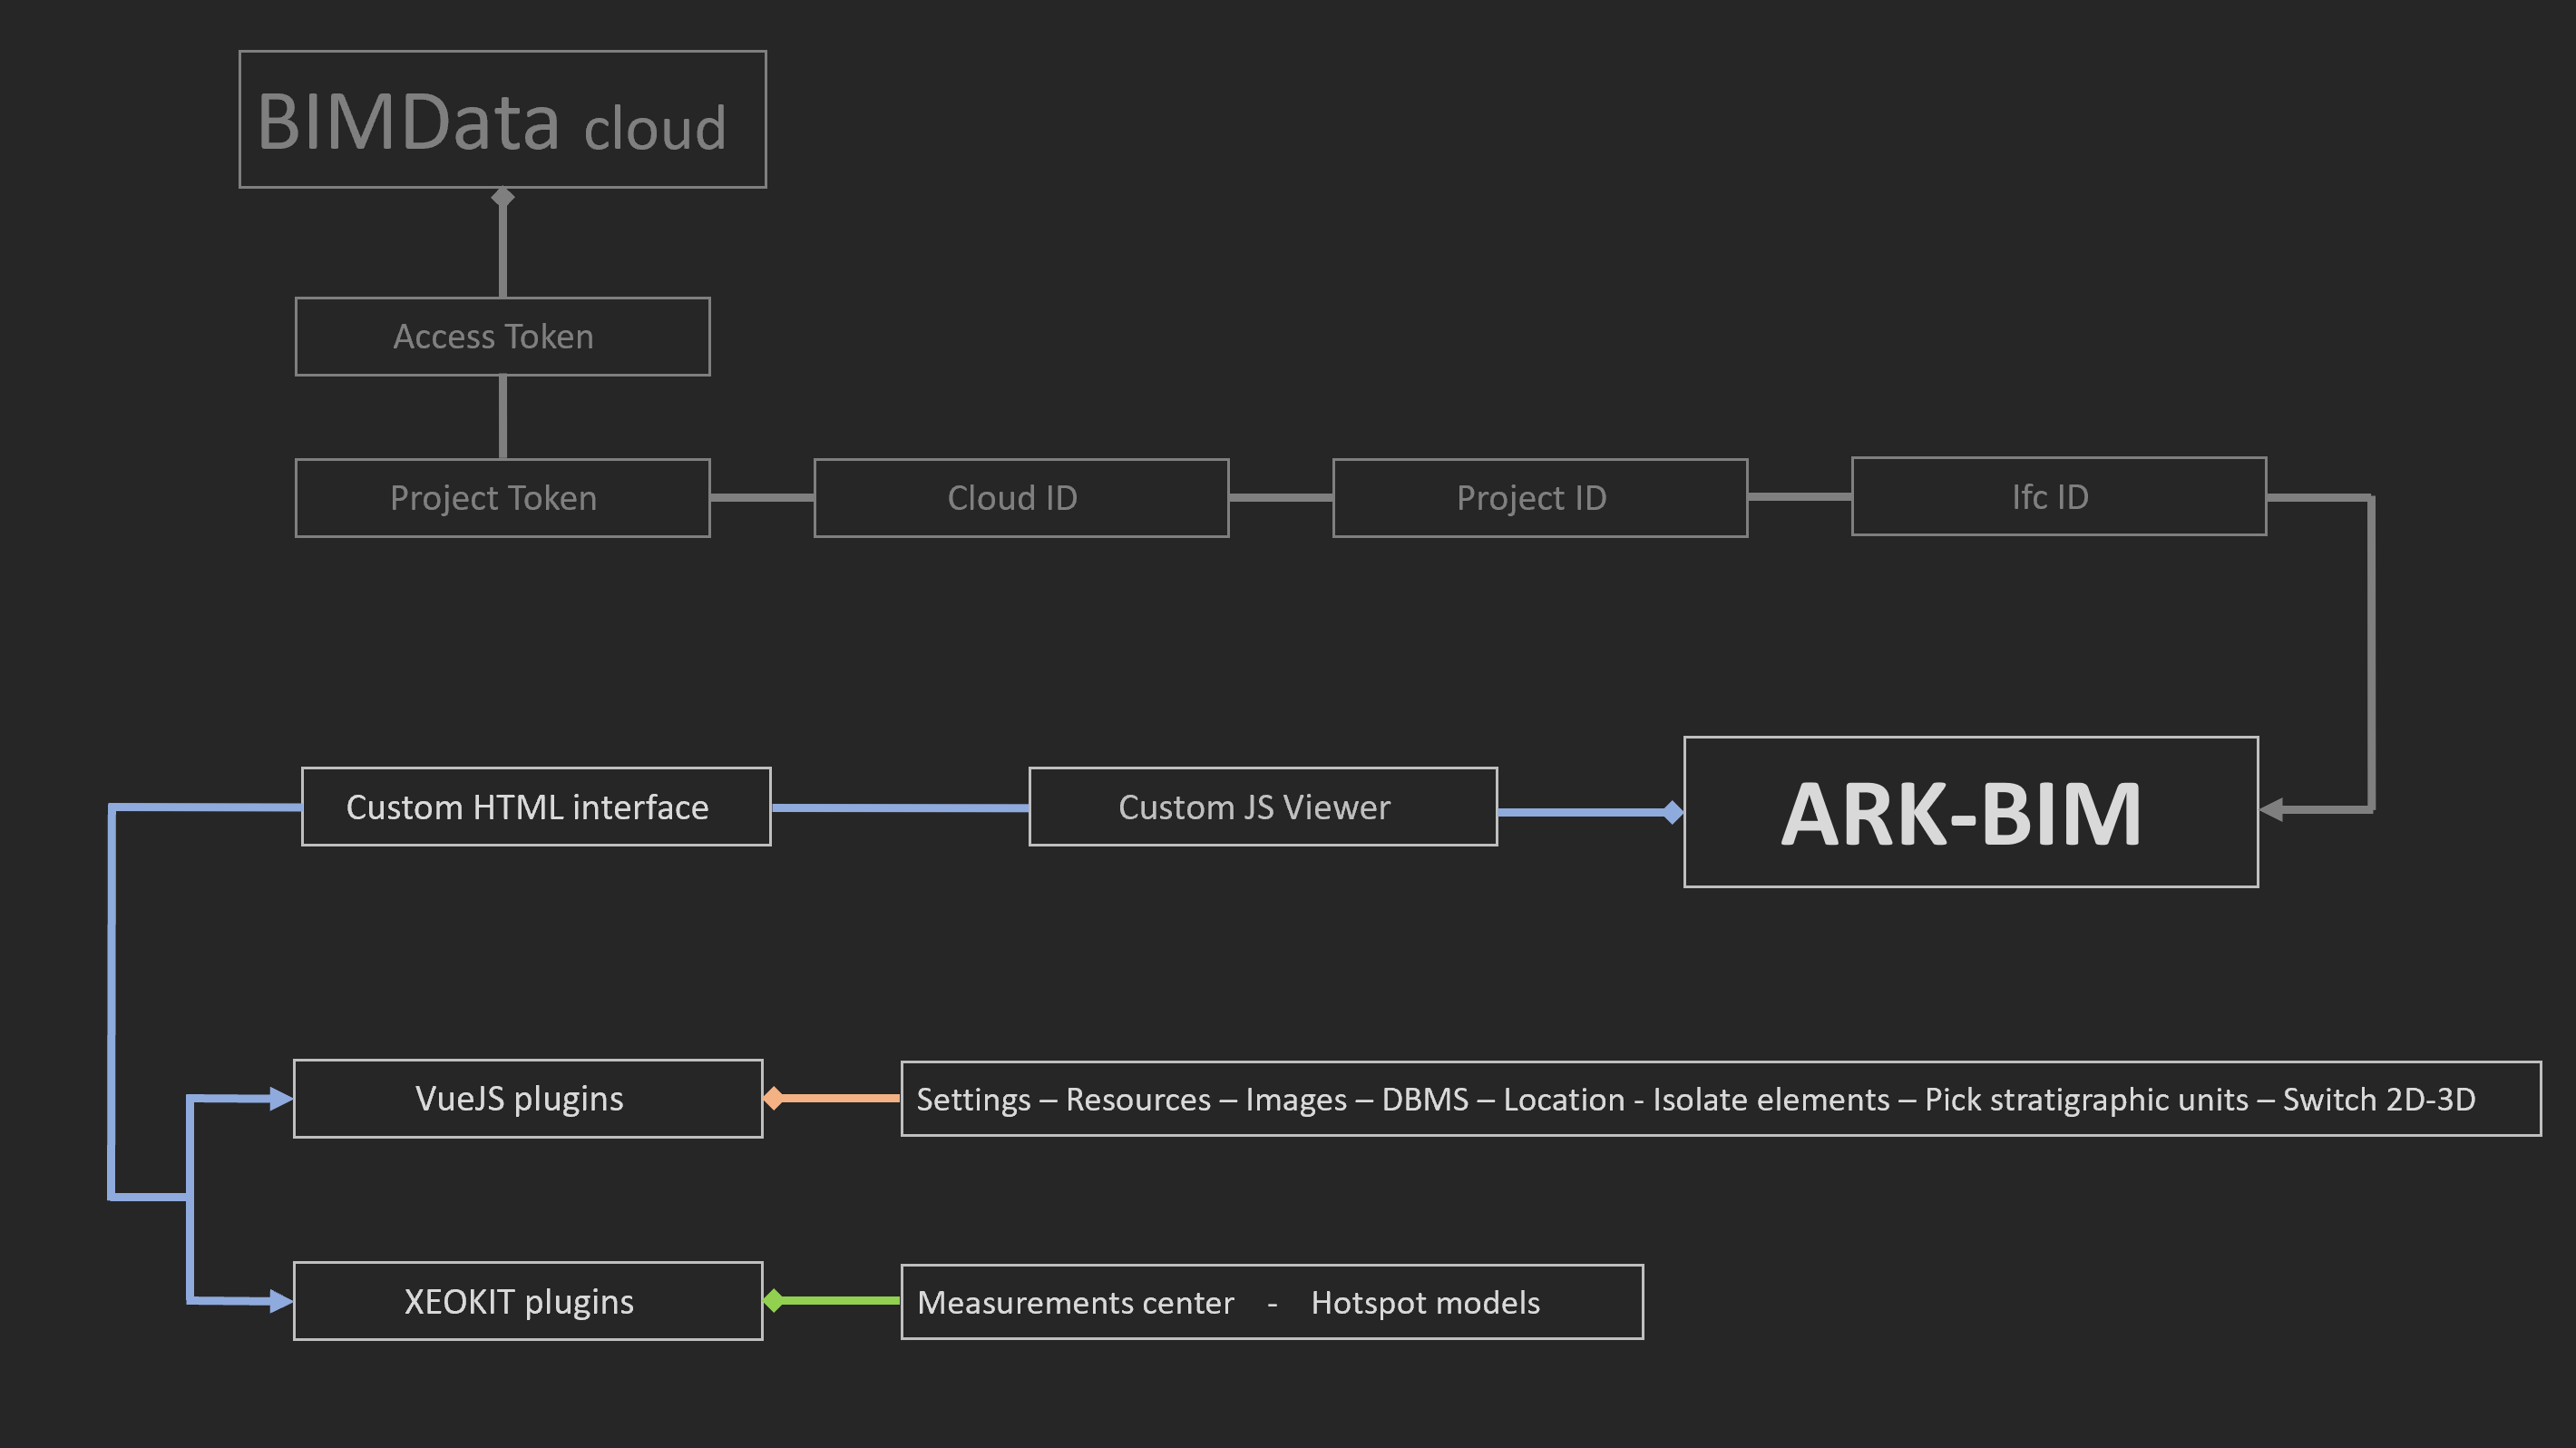 BIMData cloud
Access Token
Project Token
Cloud ID
Project ID
Ifc ID
Custom HTML interface
Custom JS Viewer
ARK-BIM
VueJS plugins
Settings – Resources – Images – DBMS – Location - Isolate elements – Pick stratigraphic units – Switch 2D-3D
XEOKIT plugins
Measurements center - Hotspot models